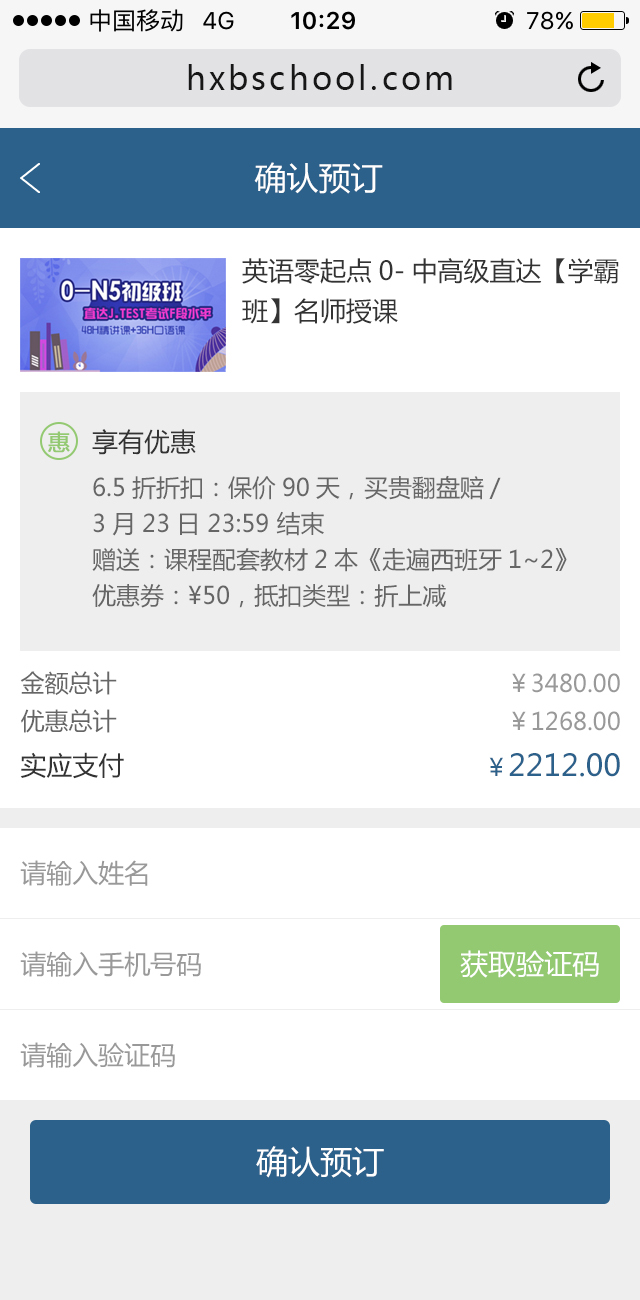 中国移动 4G 10:29 78%
hxbschool.com
确认预订
0—N5初级班
直达J.TEST考试F段水平
48H精讲课+36H口语课
英语零起点 0- 中高级直达【学霸
班】名师授课
惠 享有优惠
6.5 折折扣：保价 90 天，买贵翻盘赔 /
3 月 23 日 23:59 结束
赠送：课程配套教材 2 本《走遍西班牙 1~2》
优惠券：¥50，抵扣类型：折上减
金额总计 ¥3480.00
优惠总计 ¥1268.00
实应支付 ¥2212.00
请输入姓名
请输入手机号码 获取验证码
请输入验证码
确认预订